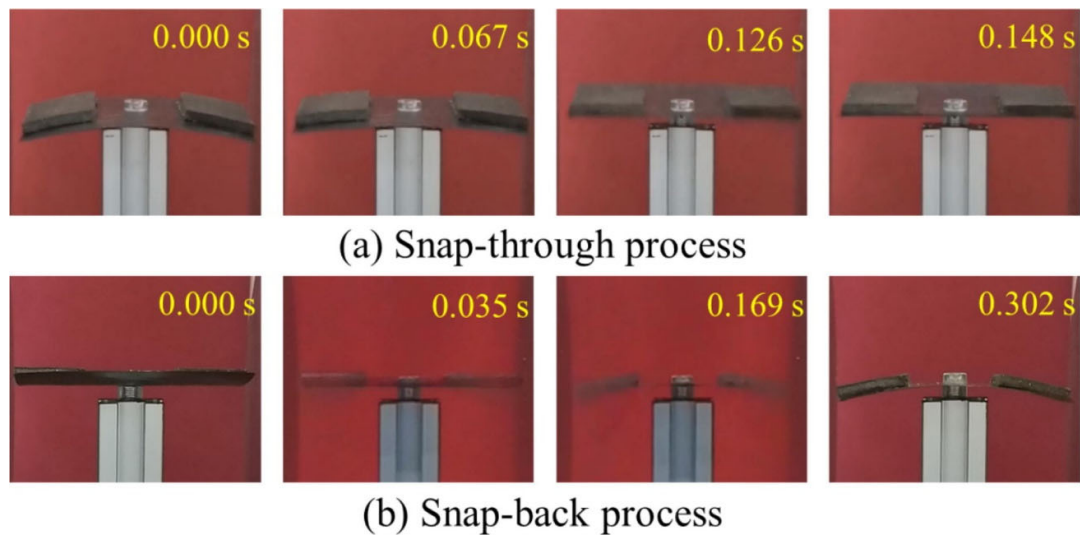 0.000 s 0.067 s 0.126 s 0.148 s
(a) Snap-through process
0.000 s 0.035 s 0.169 s 0.302 s
(b) Snap-back process